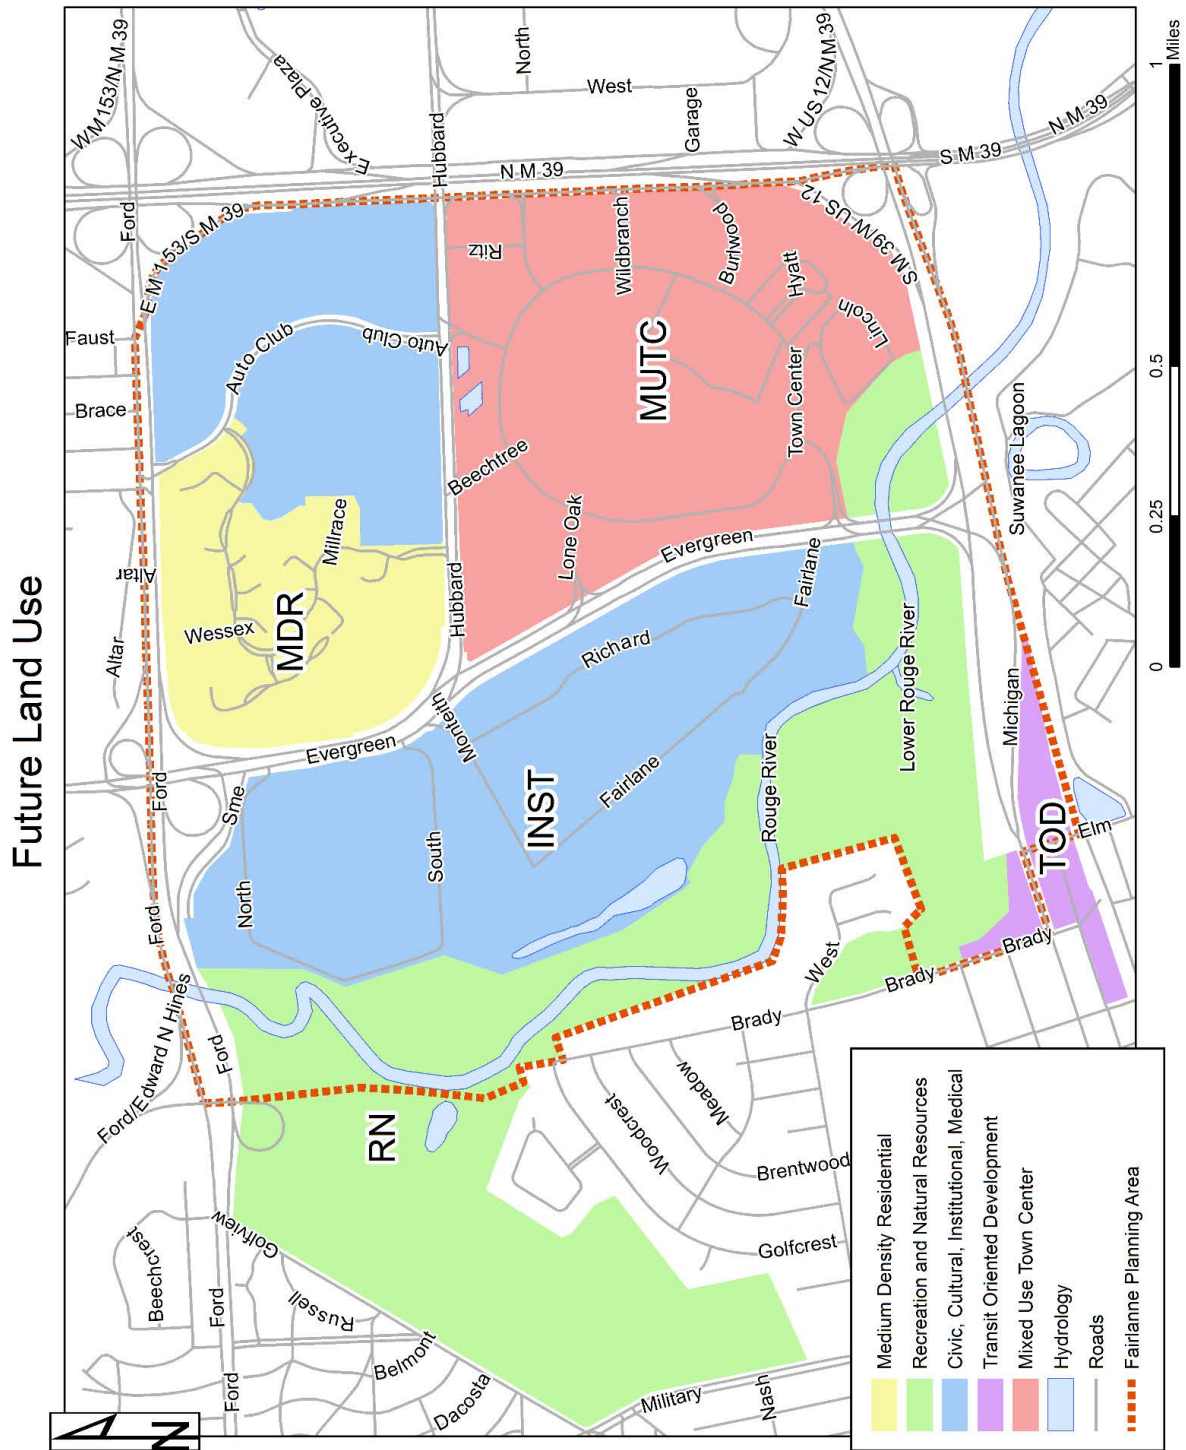 Future Land Use
N
W M 153/N M 39
Executive Plaza
North
West
Garage
W US 12/N M 39
N M 39
S M 39
N M 39
Hubbard
Ford
E M 153/S M 39
Faust
Brace
Auto Club
Auto Club
Ritz
Wildbranch
Burlwood
Hyatt
Lincoln
S M 39/W US 12
MUTC
Town Center
Beechtree
Lone Oak
Evergreen
Altar
Altar
Millrace
Wessex
MDR
Hubbard
Fairlane
Richard
Monteith
Evergreen
Suwanee Lagoon
Lower Rouge River
Michigan
Ford
Sme
INST
Fairlane
Rouge River
South
North
TOD
Elm
Ford
Ford/Edward N Hines
Ford
West
Brady
Brady
Brady
Meadow
Woodcrest
Brentwood
Golfcrest
RN
Golfview
Beechcrest
Ford
Russell
Belmont
Ford
Dacosta
Military
Nash
Medium Density Residential
Recreation and Natural Resources
Civic, Cultural, Institutional, Medical
Transit Oriented Development
Mixed Use Town Center
Hydrology
Roads
Fairlanne Planning Area
0
0.25
0.5
1
Miles